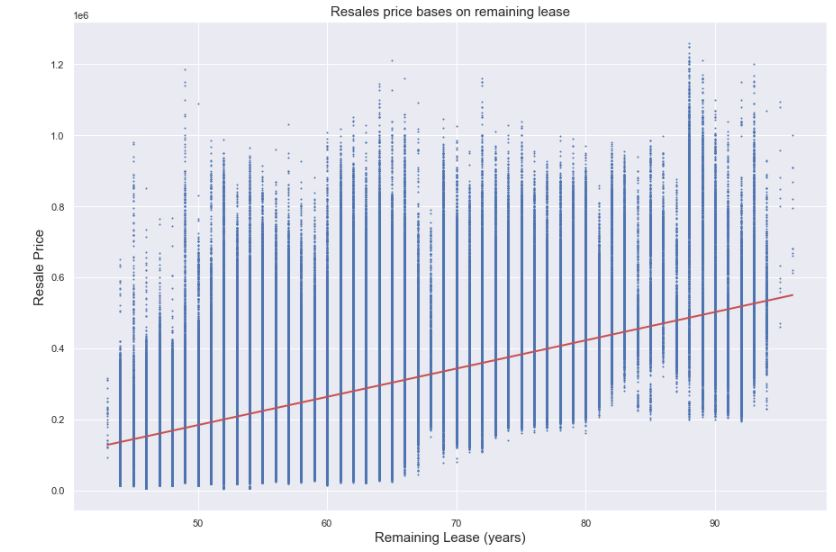 Resales price bases on remaining lease
1e6
1.2
1.0
0.8
0.6
0.4
0.2
0.0
Resale Price
50 60 70 80 90
Remaining Lease (years)